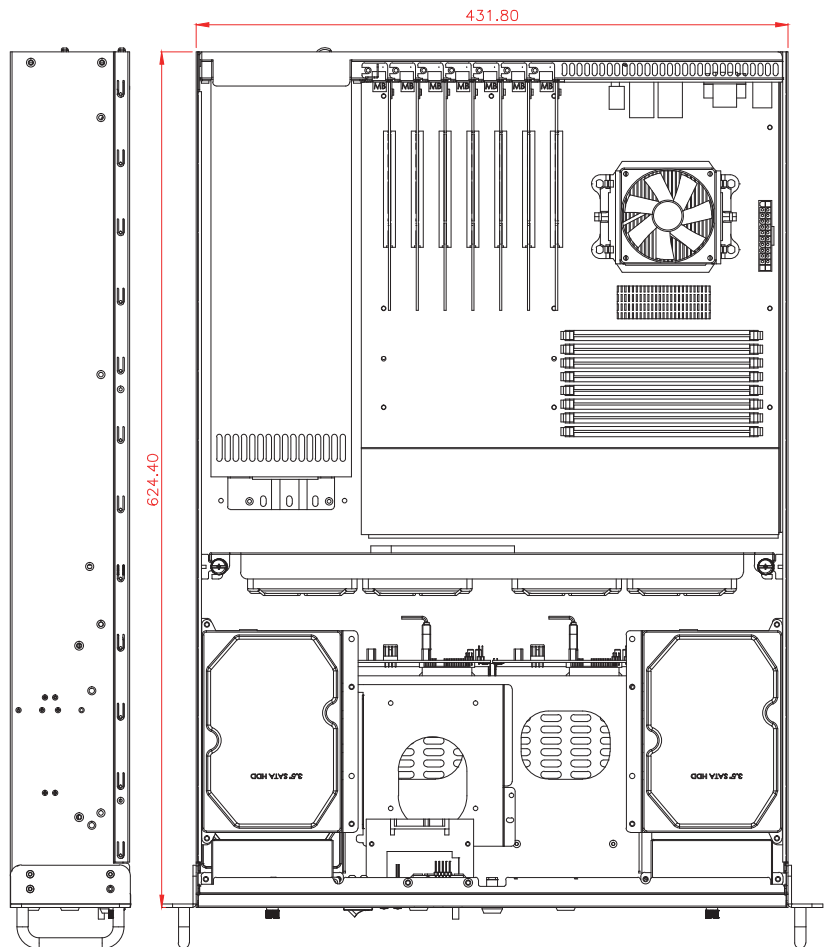 431.80
MB MB MB MB MB MB MB
624.40
3.5" SATA HDD
3.5" SATA HDD